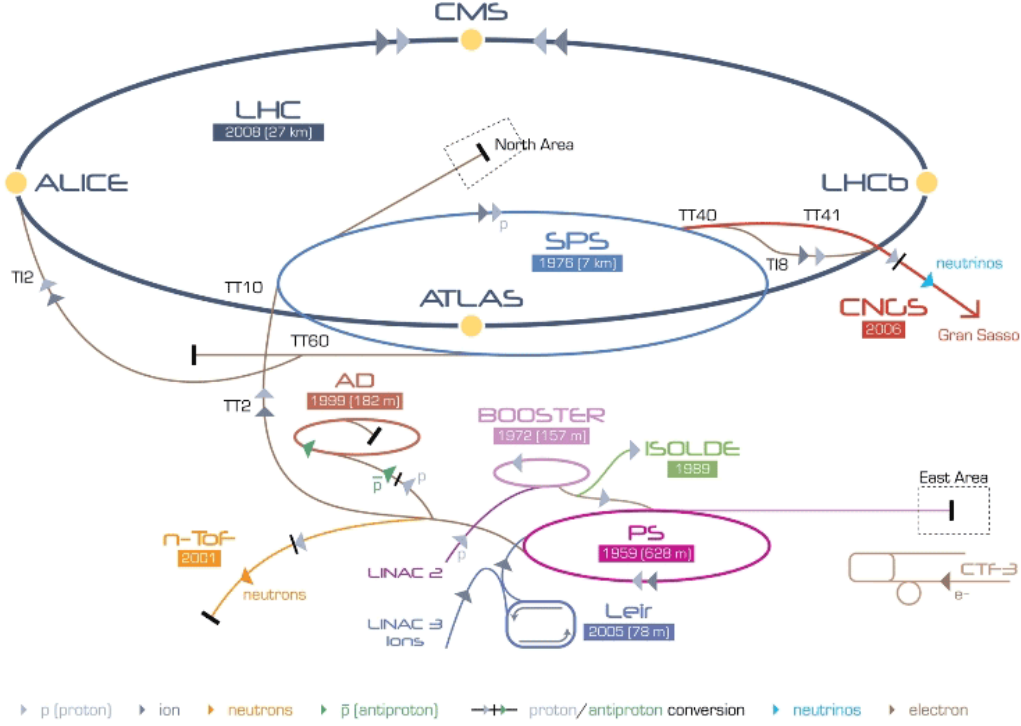 CMS
LHC
2008 (27 km)
North Area
ALICE
LHCb
TT40
TT41
SPS
1976 (7 km)
p
TI2
TI8
neutrinos
TT10
ATLAS
CNGS
2006
Gran Sasso
TT60
AD
1999 (182 m)
TT2
BOOSTER
1972 (157 m)
ISOLDE
1989
p
p̅
East Area
n-ToF
2001
PS
1959 (628 m)
p
LINAC 2
neutrons
CTF-3
e-
LINAC 3
Ions
Leir
2005 (78 m)
p (proton)
ion
neutrons
p̅ (antiproton)
proton/antiproton conversion
neutrinos
electron